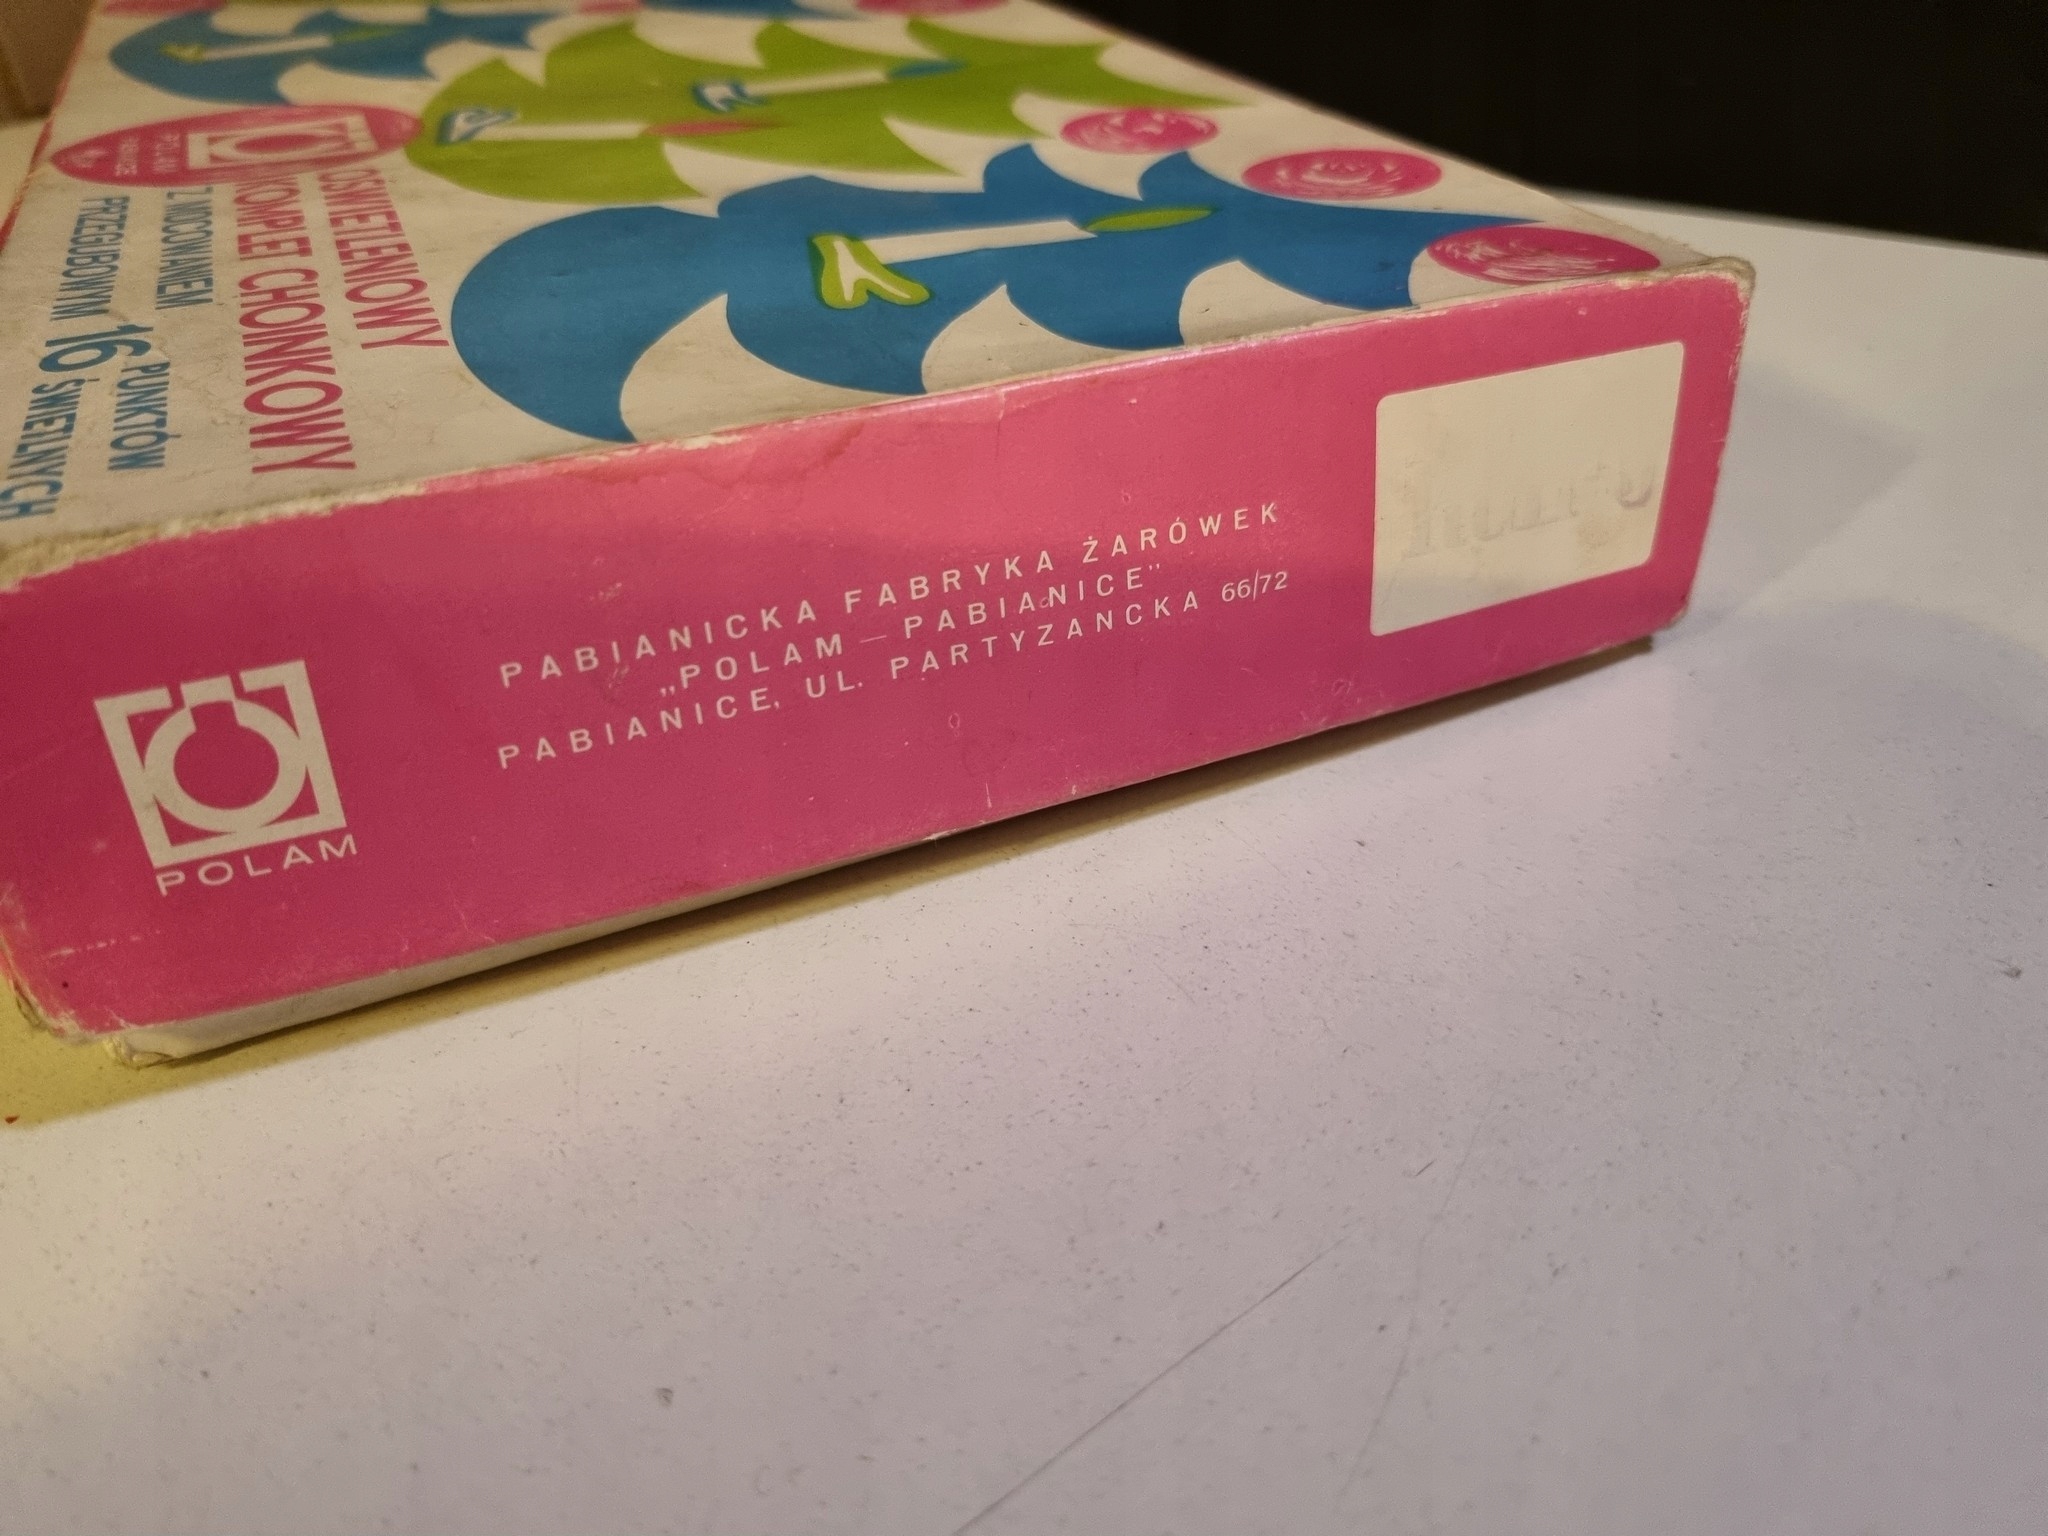 OŚWIETLENIOWY
KOMPLET CHOINKOWY
Z MOCOWANIEM
PRZEGUBOWYM
16
PUNKTÓW
ŚWIETLNYCH
POLAM
PABIANICKA FABRYKA ŻARÓWEK
„POLAM — PABIANICE”
PABIANICE, UL. PARTYZANCKA 66/72
POLAM